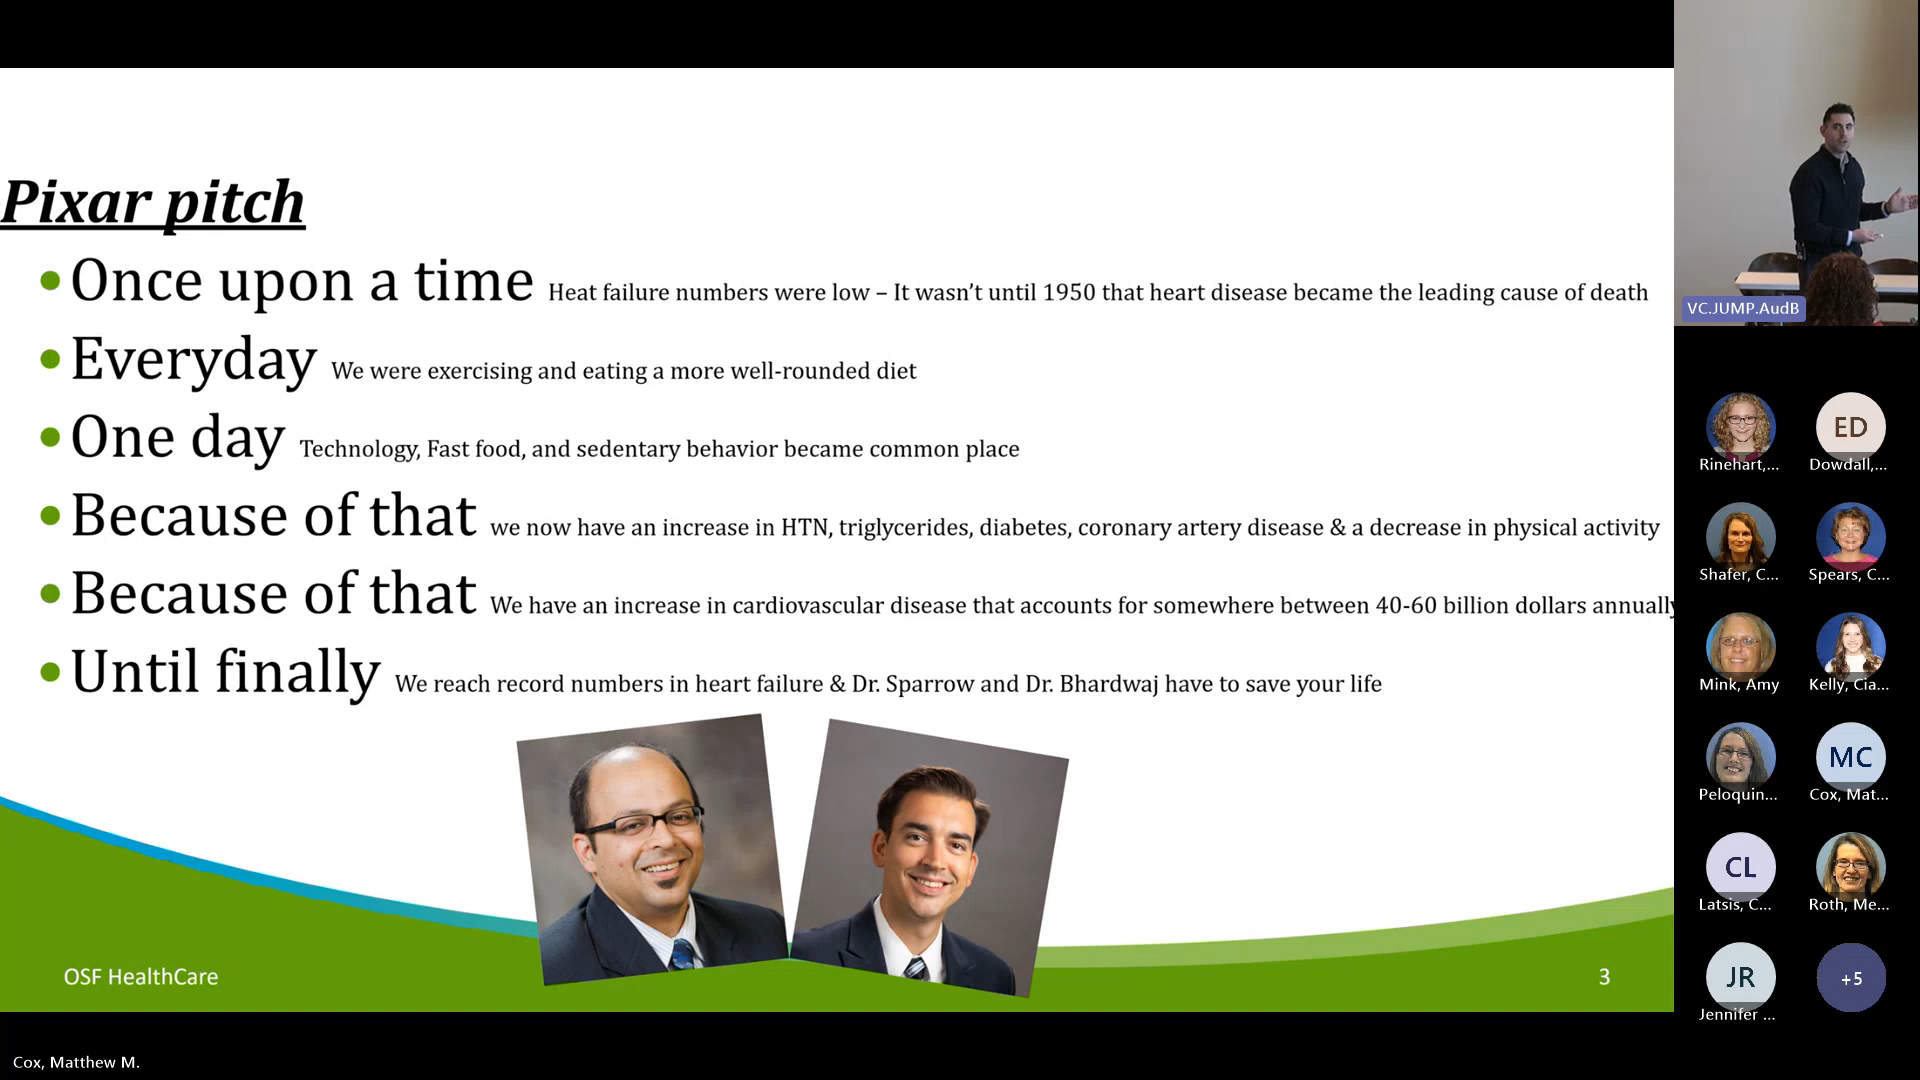 Pixar pitch
• Once upon a time Heat failure numbers were low – It wasn't until 1950 that heart disease became the leading cause of death
• Everyday We were exercising and eating a more well-rounded diet
• One day Technology, Fast food, and sedentary behavior became common place
• Because of that we now have an increase in HTN, triglycerides, diabetes, coronary artery disease & a decrease in physical activity
• Because of that We have an increase in cardiovascular disease that accounts for somewhere between 40-60 billion dollars annually
• Until finally We reach record numbers in heart failure & Dr. Sparrow and Dr. Bhardwaj have to save your life
OSF HealthCare
3
Cox, Matthew M.
VC.JUMP.AudB
Rinehart,...
ED
Dowdall,...
Shafer, C...
Spears, C...
Mink, Amy
Kelly, Cia...
Peloquin...
MC
Cox, Mat...
CL
Latsis, C...
Roth, Me...
JR
Jennifer ...
+5